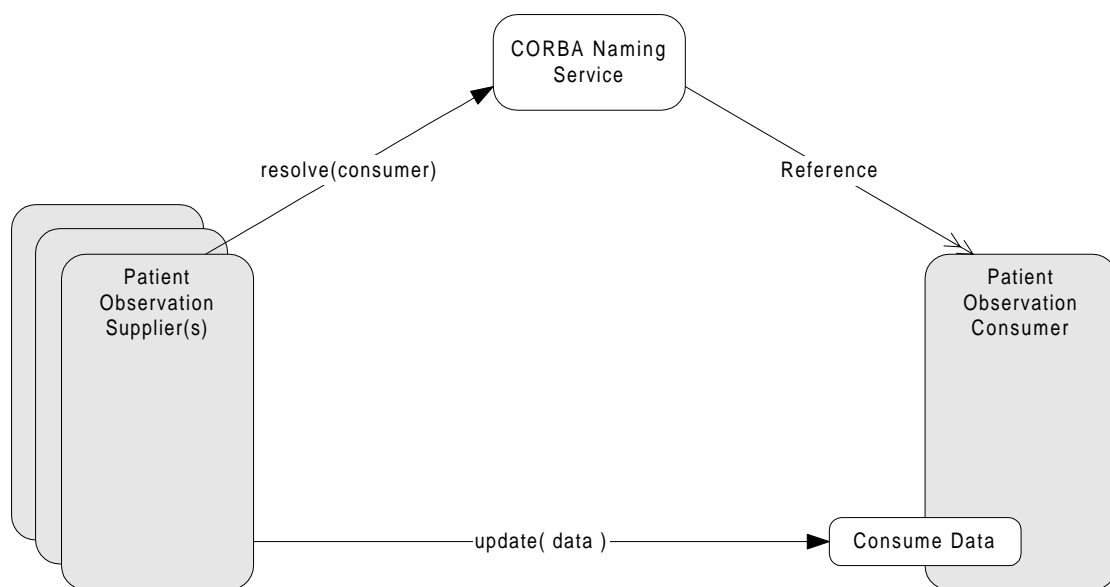 CORBA Naming
Service
resolve(consumer)
Reference
Patient
Observation
Supplier(s)
Patient
Observation
Consumer
update( data )
Consume Data